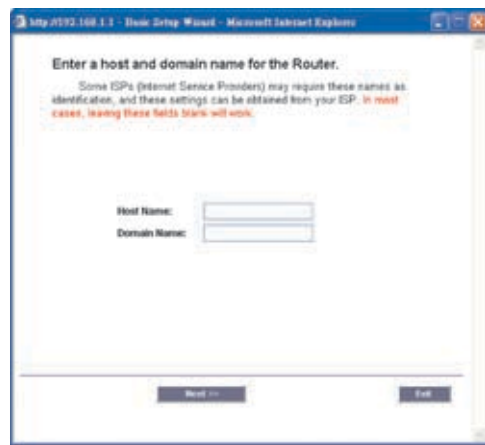 http://192.168.1.1 - Basic Setup Wizard - Microsoft Internet Explorer
Enter a host and domain name for the Router.
Some ISPs (Internet Service Providers) may require these names as
identification, and these settings can be obtained from your ISP. In most
cases, leaving these fields blank will work.
Host Name:
Domain Name:
Next >>
Exit